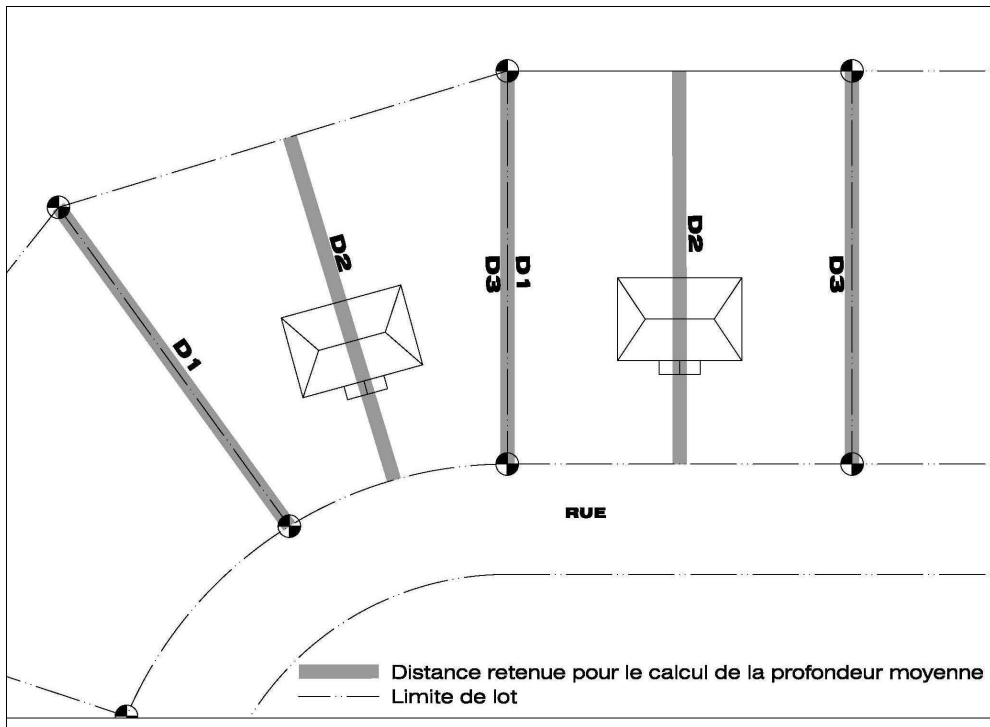 D1
D2
D3
D1
D2
D3
RUE
Distance retenue pour le calcul de la profondeur moyenne
Limite de lot